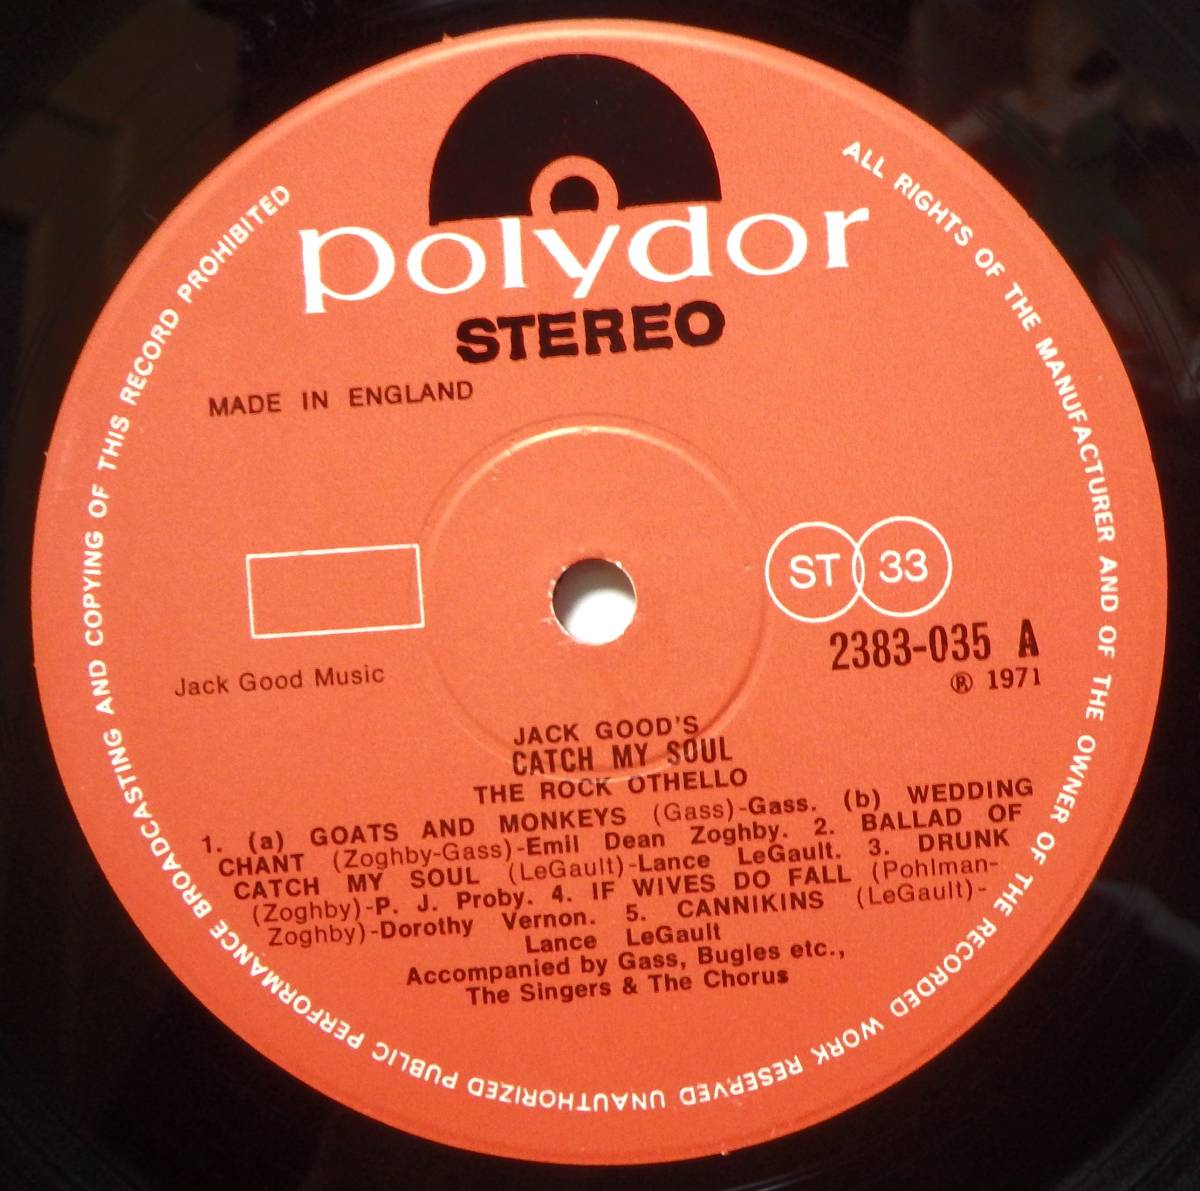 polydor
STEREO
MADE IN ENGLAND
ST 33
2383-035 A
Ⓟ 1971
Jack Good Music
JACK GOOD'S
CATCH MY SOUL
THE ROCK OTHELLO
1. (a) GOATS AND MONKEYS (Gass)-Gass. (b) WEDDING
CHANT (Zoghby-Gass)-Emil Dean Zoghby. 2. BALLAD OF
CATCH MY SOUL (LeGault)-Lance LeGault. 3. DRUNK
(Zoghby)-P. J. Proby. 4. IF WIVES DO FALL (Pohlman-
Zoghby)-Dorothy Vernon. 5. CANNIKINS (LeGault)-
Lance LeGault
Accompanied by Gass, Bugles etc.,
The Singers & The Chorus
ALL RIGHTS OF THE MANUFACTURER AND OF THE OWNER OF THE RECORDED WORK RESERVED UNAUTHORIZED PUBLIC PERFORMANCE BROADCASTING AND COPYING OF THIS RECORD PROHIBITED